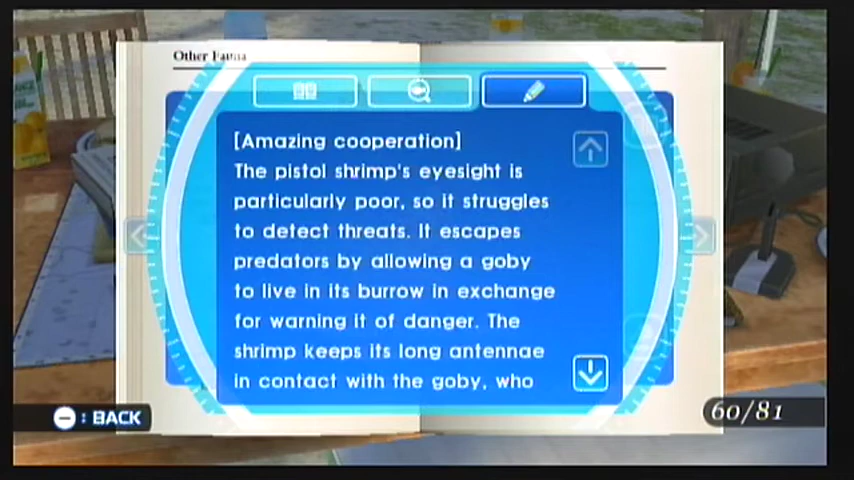 Other Fauna
[Amazing cooperation]
The pistol shrimp's eyesight is
particularly poor, so it struggles
to detect threats. It escapes
predators by allowing a goby
to live in its burrow in exchange
for warning it of danger. The
shrimp keeps its long antennae
in contact with the goby, who
− : BACK
60/81